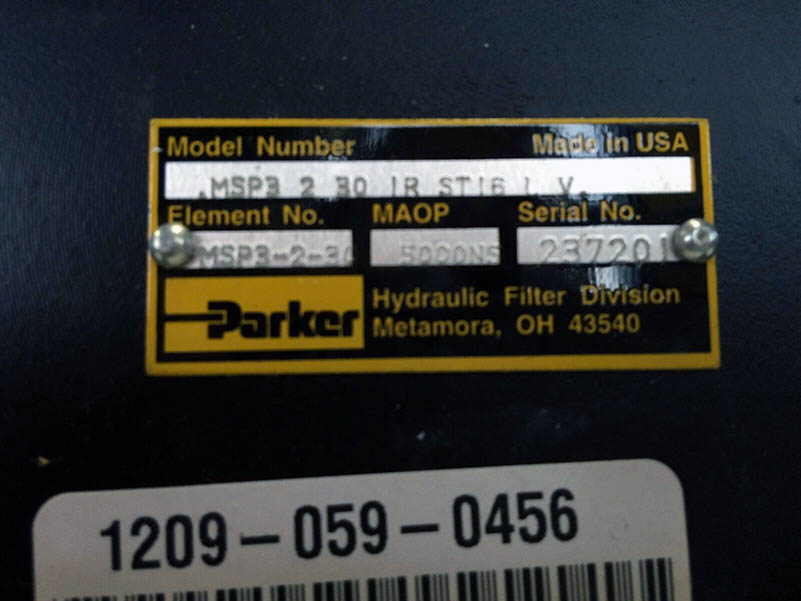 Model Number Made in USA
.MSP3 2 30 IR ST16 1 V.
Element No. MAOP Serial No.
MSP3-2-30 5000NS 237201
Parker
Hydraulic Filter Division
Metamora, OH 43540
1209-059-0456